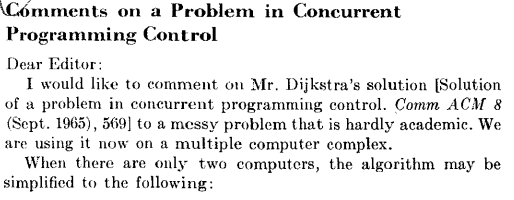 Comments on a Problem in Concurrent
Programming Control
Dear Editor:
I would like to comment on Mr. Dijkstra's solution [Solution
of a problem in concurrent programming control. Comm ACM 8
(Sept. 1965), 569] to a messy problem that is hardly academic. We
are using it now on a multiple computer complex.
When there are only two computers, the algorithm may be
simplified to the following: